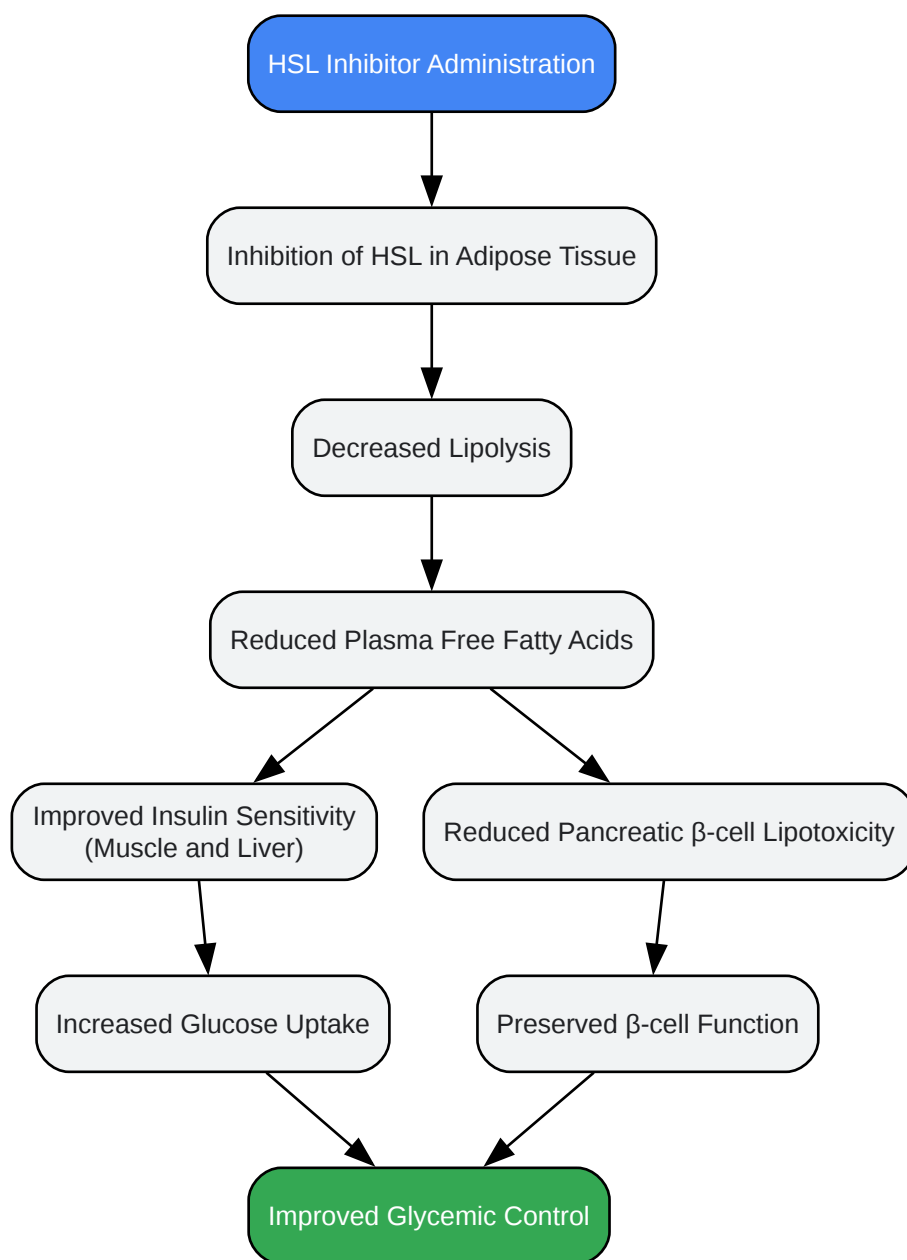 HSL Inhibitor Administration
Inhibition of HSL in Adipose Tissue
Decreased Lipolysis
Reduced Plasma Free Fatty Acids
Improved Insulin Sensitivity
(Muscle and Liver)
Reduced Pancreatic β-cell Lipotoxicity
Increased Glucose Uptake
Preserved β-cell Function
Improved Glycemic Control